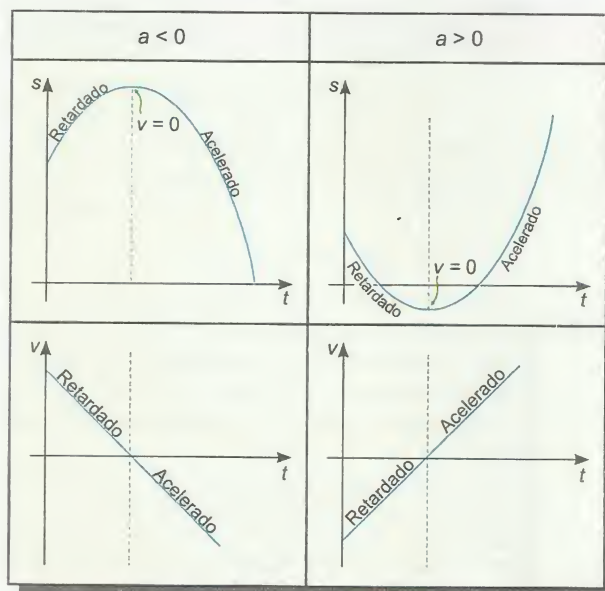 a < 0
a > 0
s
Retardado
v = 0
Acelerado
t
s
Retardado
v = 0
Acelerado
t
v
Retardado
Acelerado
t
v
Retardado
Acelerado
t